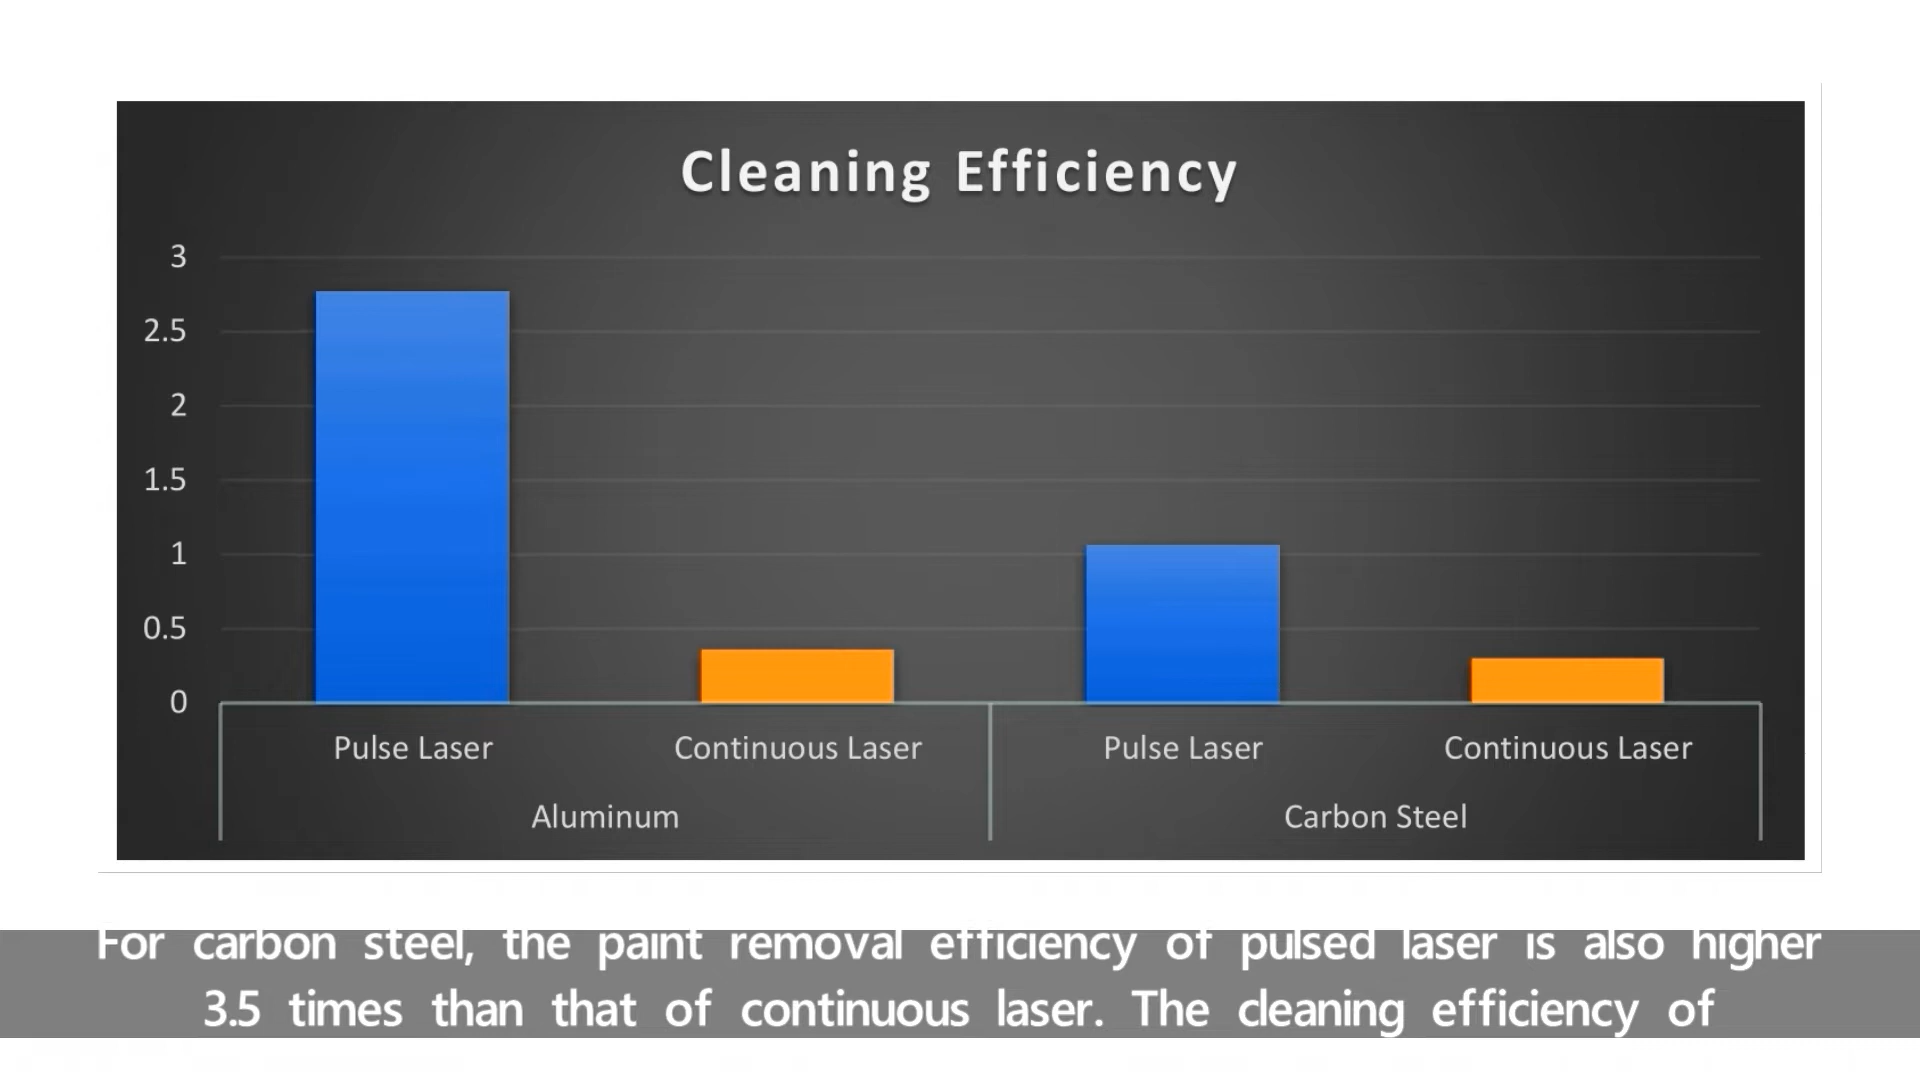 Cleaning Efficiency
3
2.5
2
1.5
1
0.5
0
Pulse Laser Continuous Laser Pulse Laser Continuous Laser
Aluminum Carbon Steel
For carbon steel, the paint removal efficiency of pulsed laser is also higher
3.5 times than that of continuous laser. The cleaning efficiency of